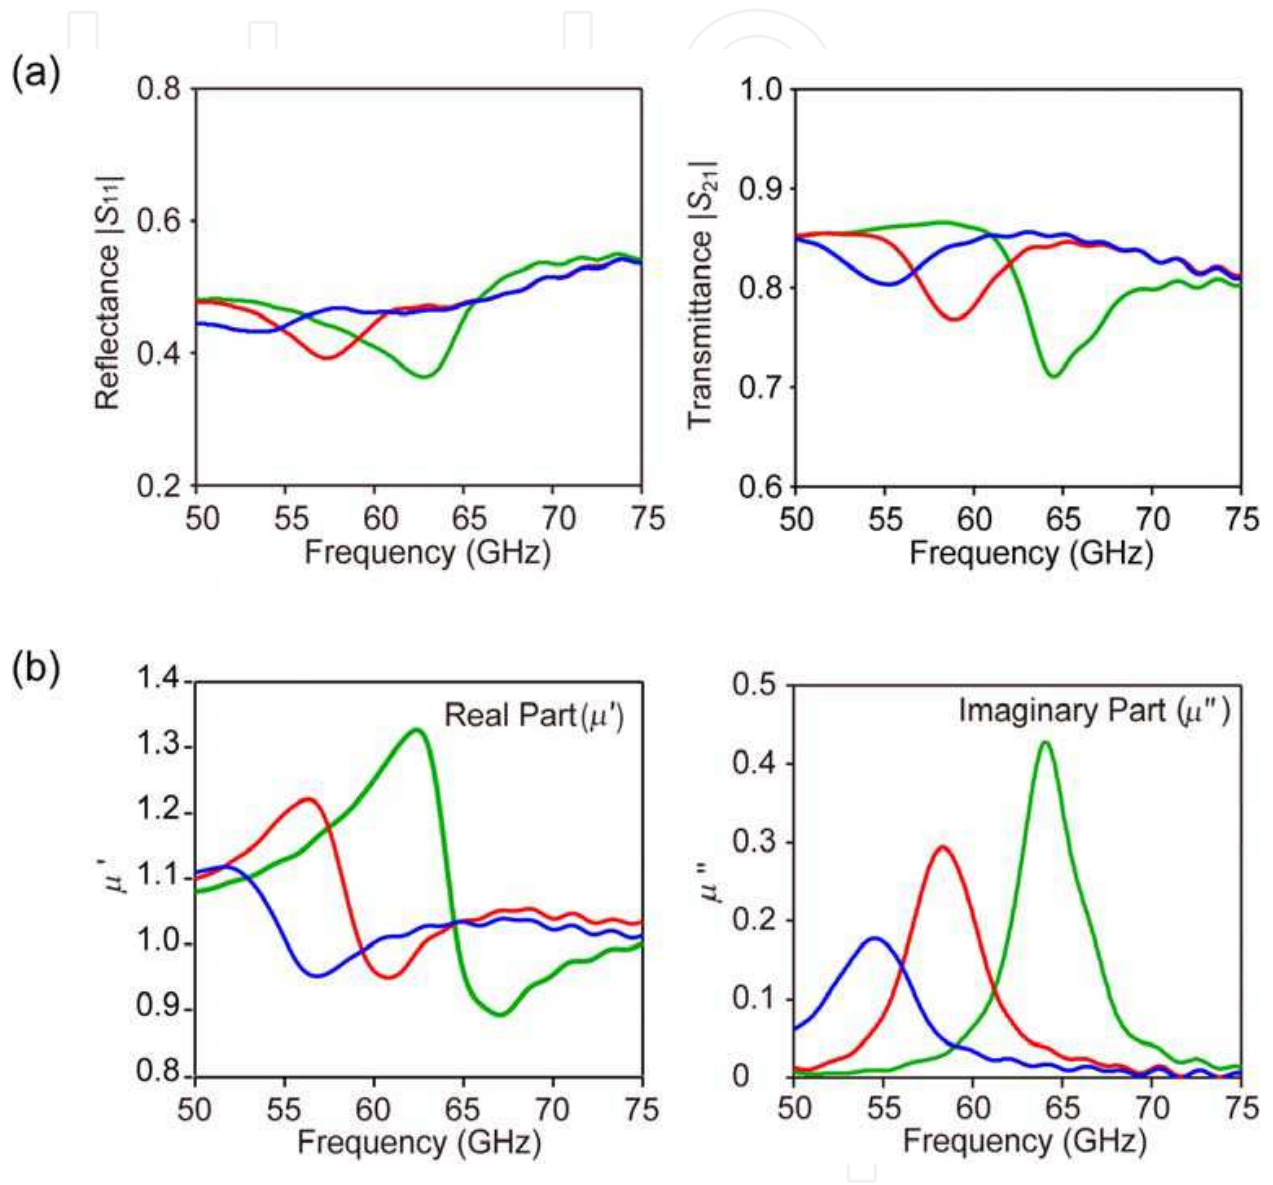 (a)
0.8
0.6
0.4
0.2
Reflectance |S11|
50 55 60 65 70 75
Frequency (GHz)
1.0
0.9
0.8
0.7
0.6
Transmittance |S21|
50 55 60 65 70 75
Frequency (GHz)
(b)
1.4
1.3
1.2
1.1
1.0
0.9
0.8
μ'
Real Part (μ')
50 55 60 65 70 75
Frequency (GHz)
0.5
0.4
0.3
0.2
0.1
0
μ"
Imaginary Part (μ")
50 55 60 65 70 75
Frequency (GHz)